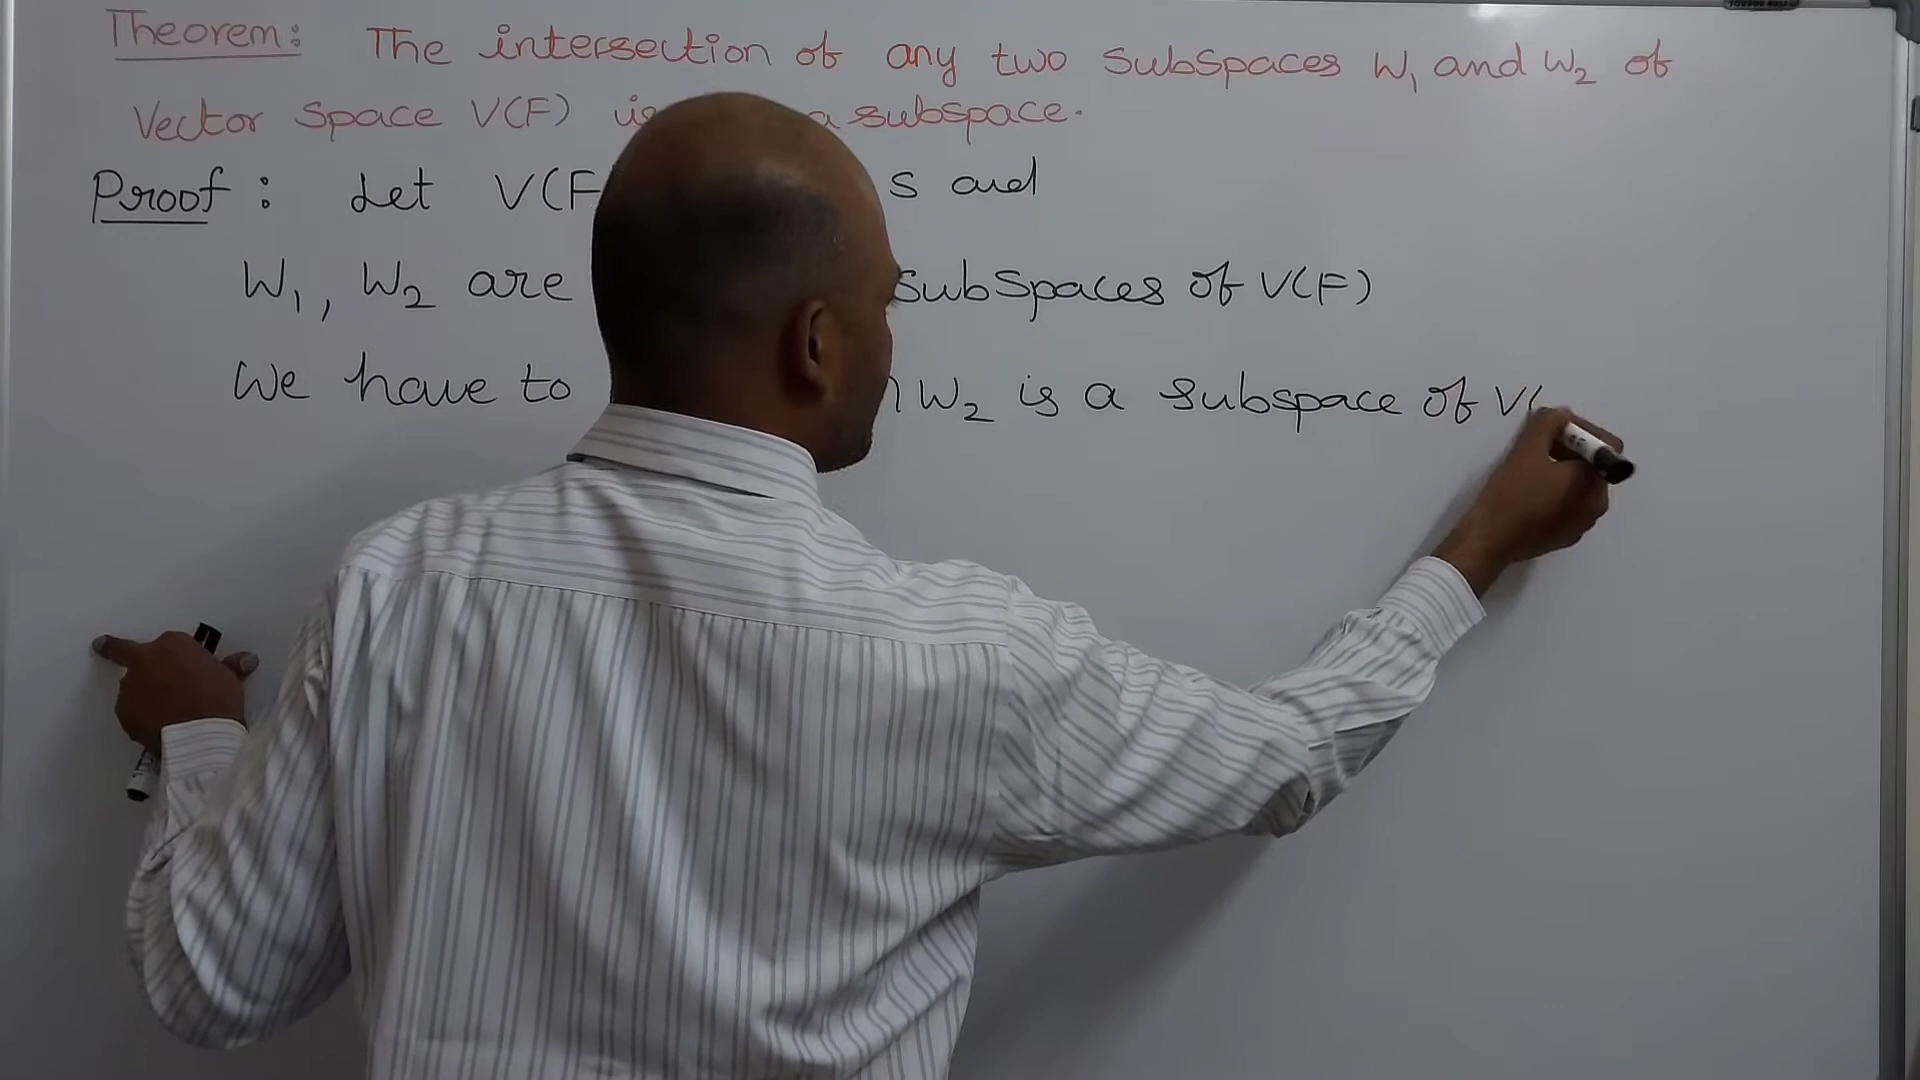 Theorem: The intersection of any two subspaces W₁ and W₂ of
Vector Space V(F) is a subspace.
Proof: Let V(F s and
W₁, W₂ are subspaces of V(F)
We have to W₂ is a subspace of V(